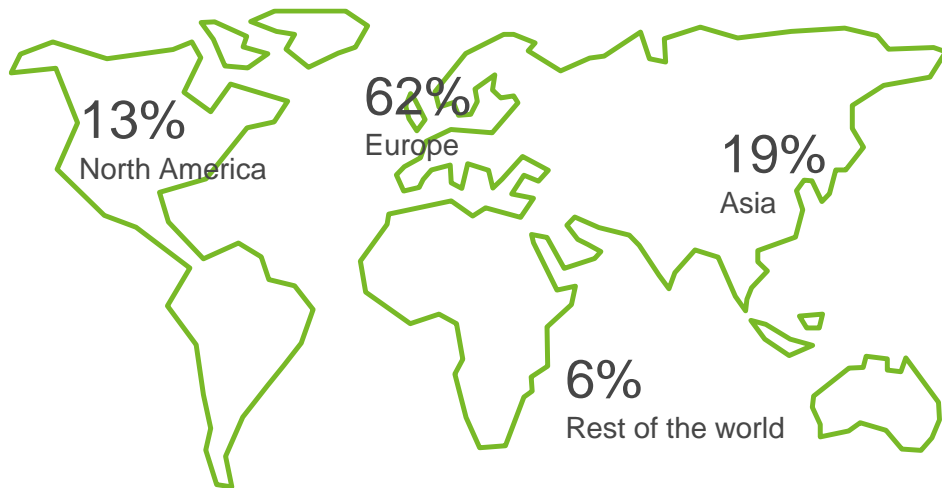 13%
North America
62%
Europe
19%
Asia
6%
Rest of the world